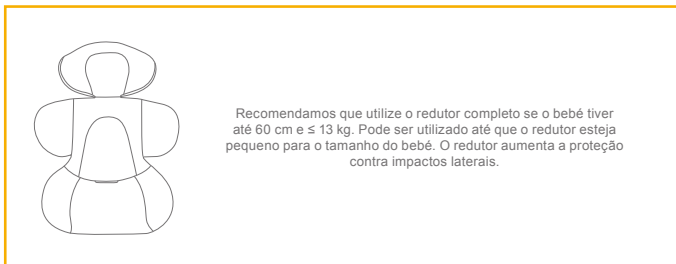 Recomendamos que utilize o redutor completo se o bebé tiver
até 60 cm e ≤ 13 kg. Pode ser utilizado até que o redutor esteja
pequeno para o tamanho do bebé. O redutor aumenta a proteção
contra impactos laterais.